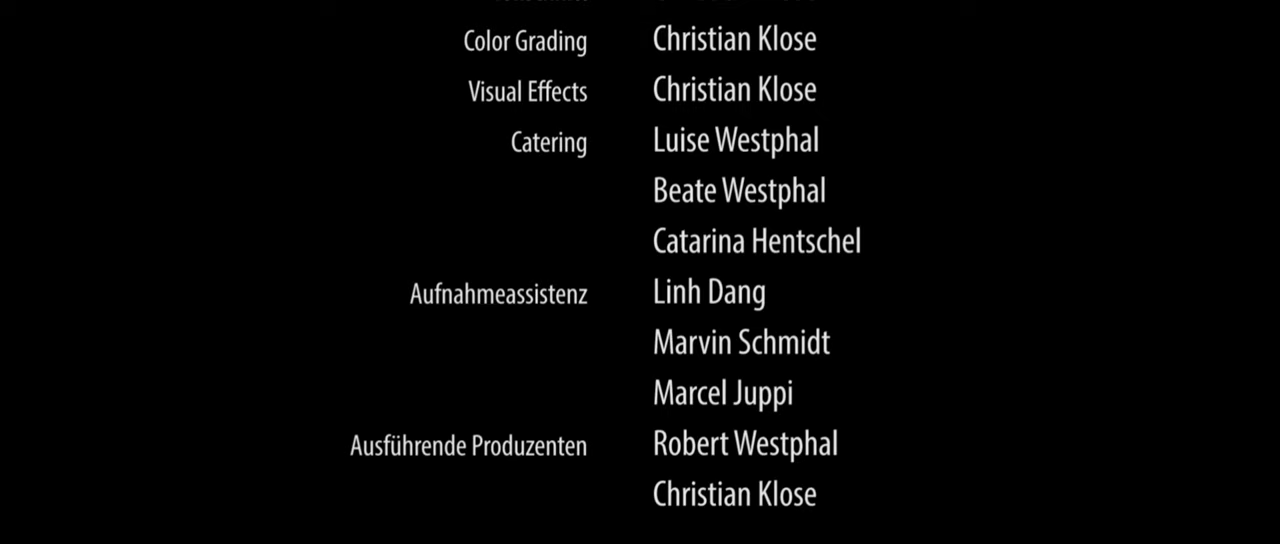 Color Grading Christian Klose
Visual Effects Christian Klose
Catering Luise Westphal
Beate Westphal
Catarina Hentschel
Aufnahmeassistenz Linh Dang
Marvin Schmidt
Marcel Juppi
Ausführende Produzenten Robert Westphal
Christian Klose